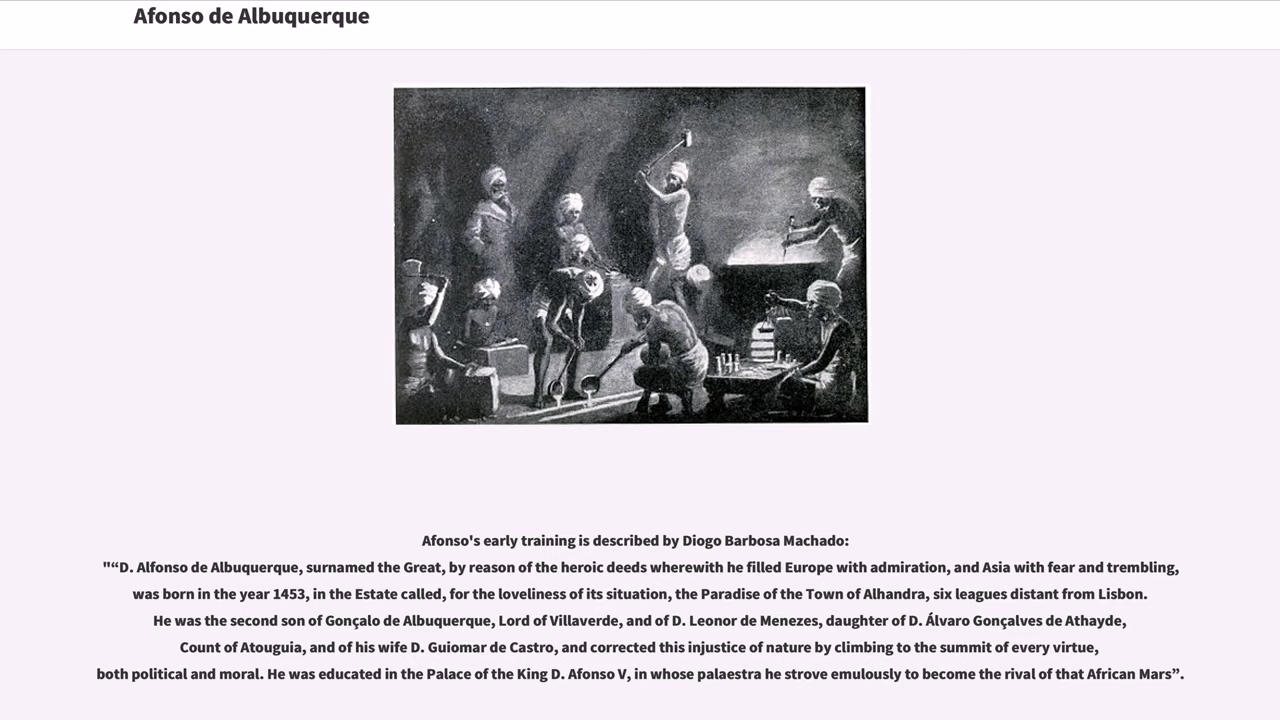 Afonso de Albuquerque
Afonso's early training is described by Diogo Barbosa Machado:
"“D. Alfonso de Albuquerque, surnamed the Great, by reason of the heroic deeds wherewith he filled Europe with admiration, and Asia with fear and trembling,
was born in the year 1453, in the Estate called, for the loveliness of its situation, the Paradise of the Town of Alhandra, six leagues distant from Lisbon.
He was the second son of Gonçalo de Albuquerque, Lord of Villaverde, and of D. Leonor de Menezes, daughter of D. Álvaro Gonçalves de Athayde,
Count of Atouguia, and of his wife D. Guiomar de Castro, and corrected this injustice of nature by climbing to the summit of every virtue,
both political and moral. He was educated in the Palace of the King D. Afonso V, in whose palaestra he strove emulously to become the rival of that African Mars”.